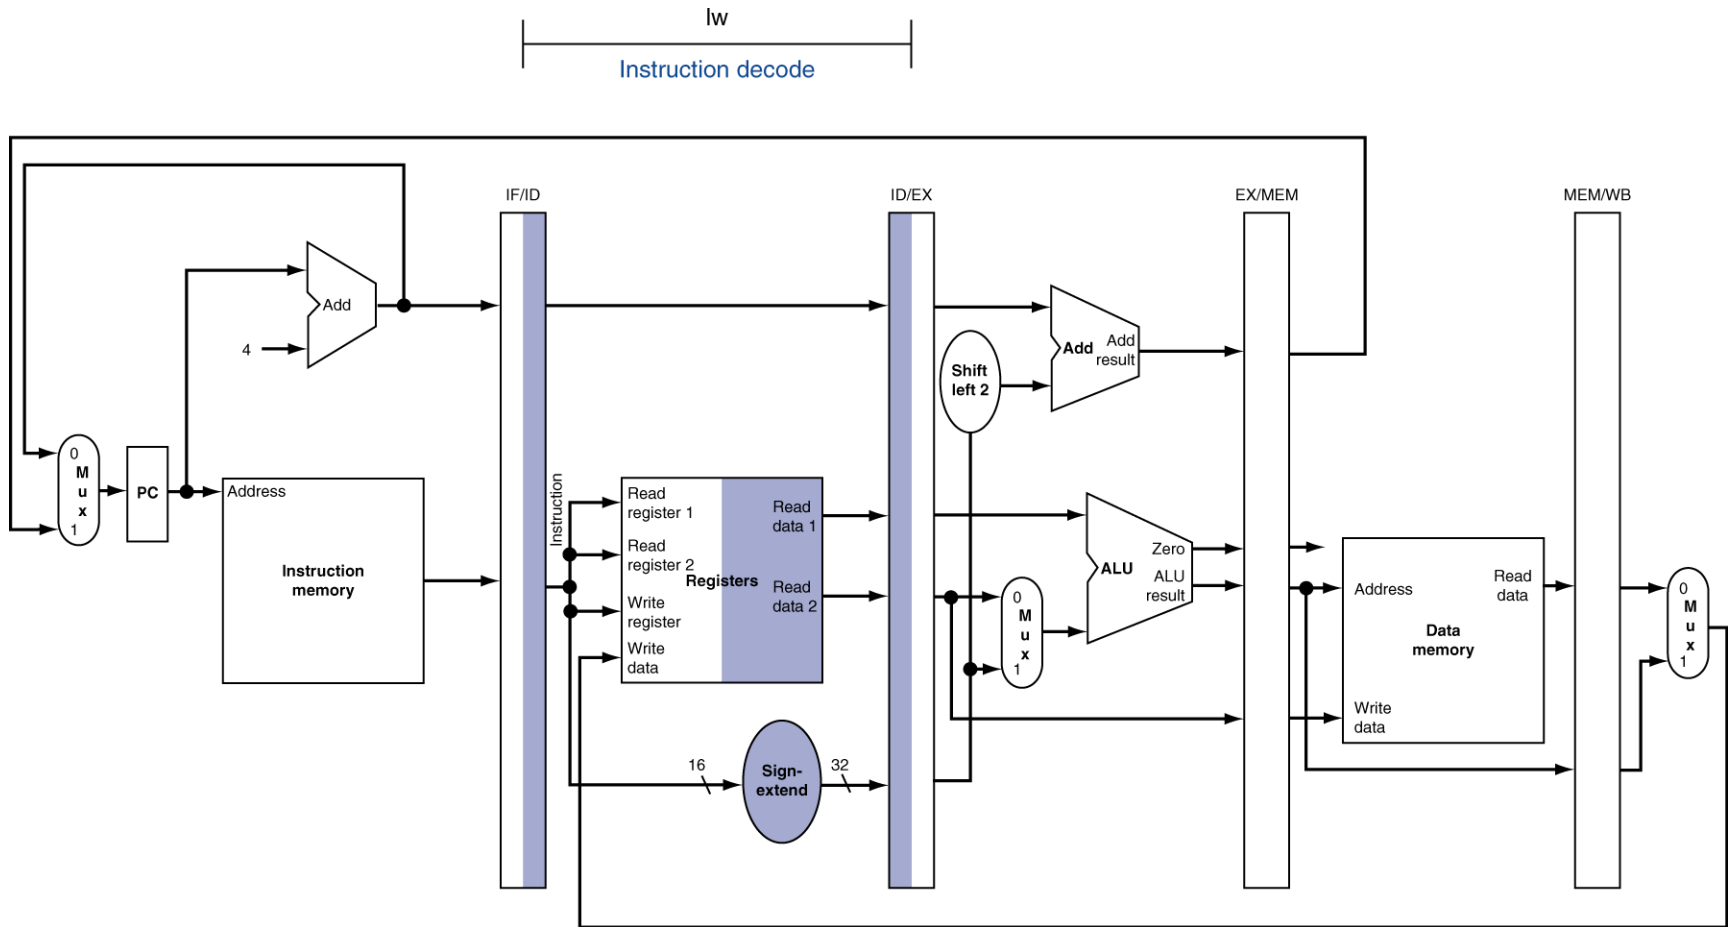 lw
Instruction decode
IF/ID
ID/EX
EX/MEM
MEM/WB
Add
4
Add
Add
result
Shift
left 2
0
M
u
x
1
PC
Address
Instruction
memory
Instruction
Read
register 1
Read
register 2
Write
register
Write
data
Registers
Read
data 1
Read
data 2
16
Sign-
extend
32
0
M
u
x
1
Zero
ALU
ALU
result
Address
Read
data
Data
memory
Write
data
0
M
u
x
1